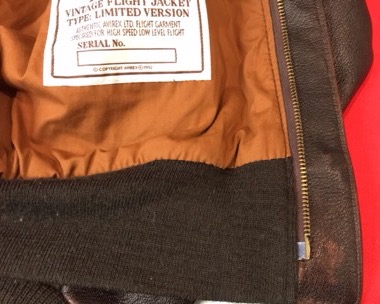 VINTAGE FLIGHT JACKET
TYPE: LIMITED VERSION
AUTHENTIC AVIREX LTD. FLIGHT GARMENT
DESIGNED FOR HIGH SPEED LOW LEVEL FLIGHT
SERIAL No.
© COPYRIGHT AVIREX